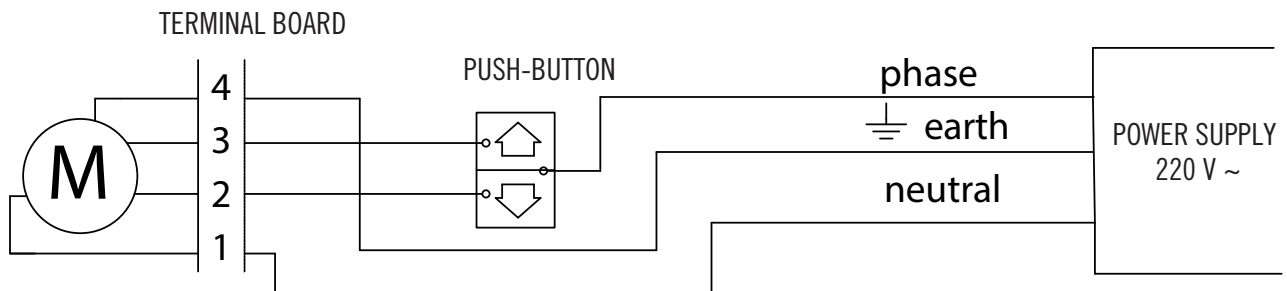 TERMINAL BOARD
PUSH-BUTTON
M
4
3
2
1
phase
earth
neutral
POWER SUPPLY
220 V ~